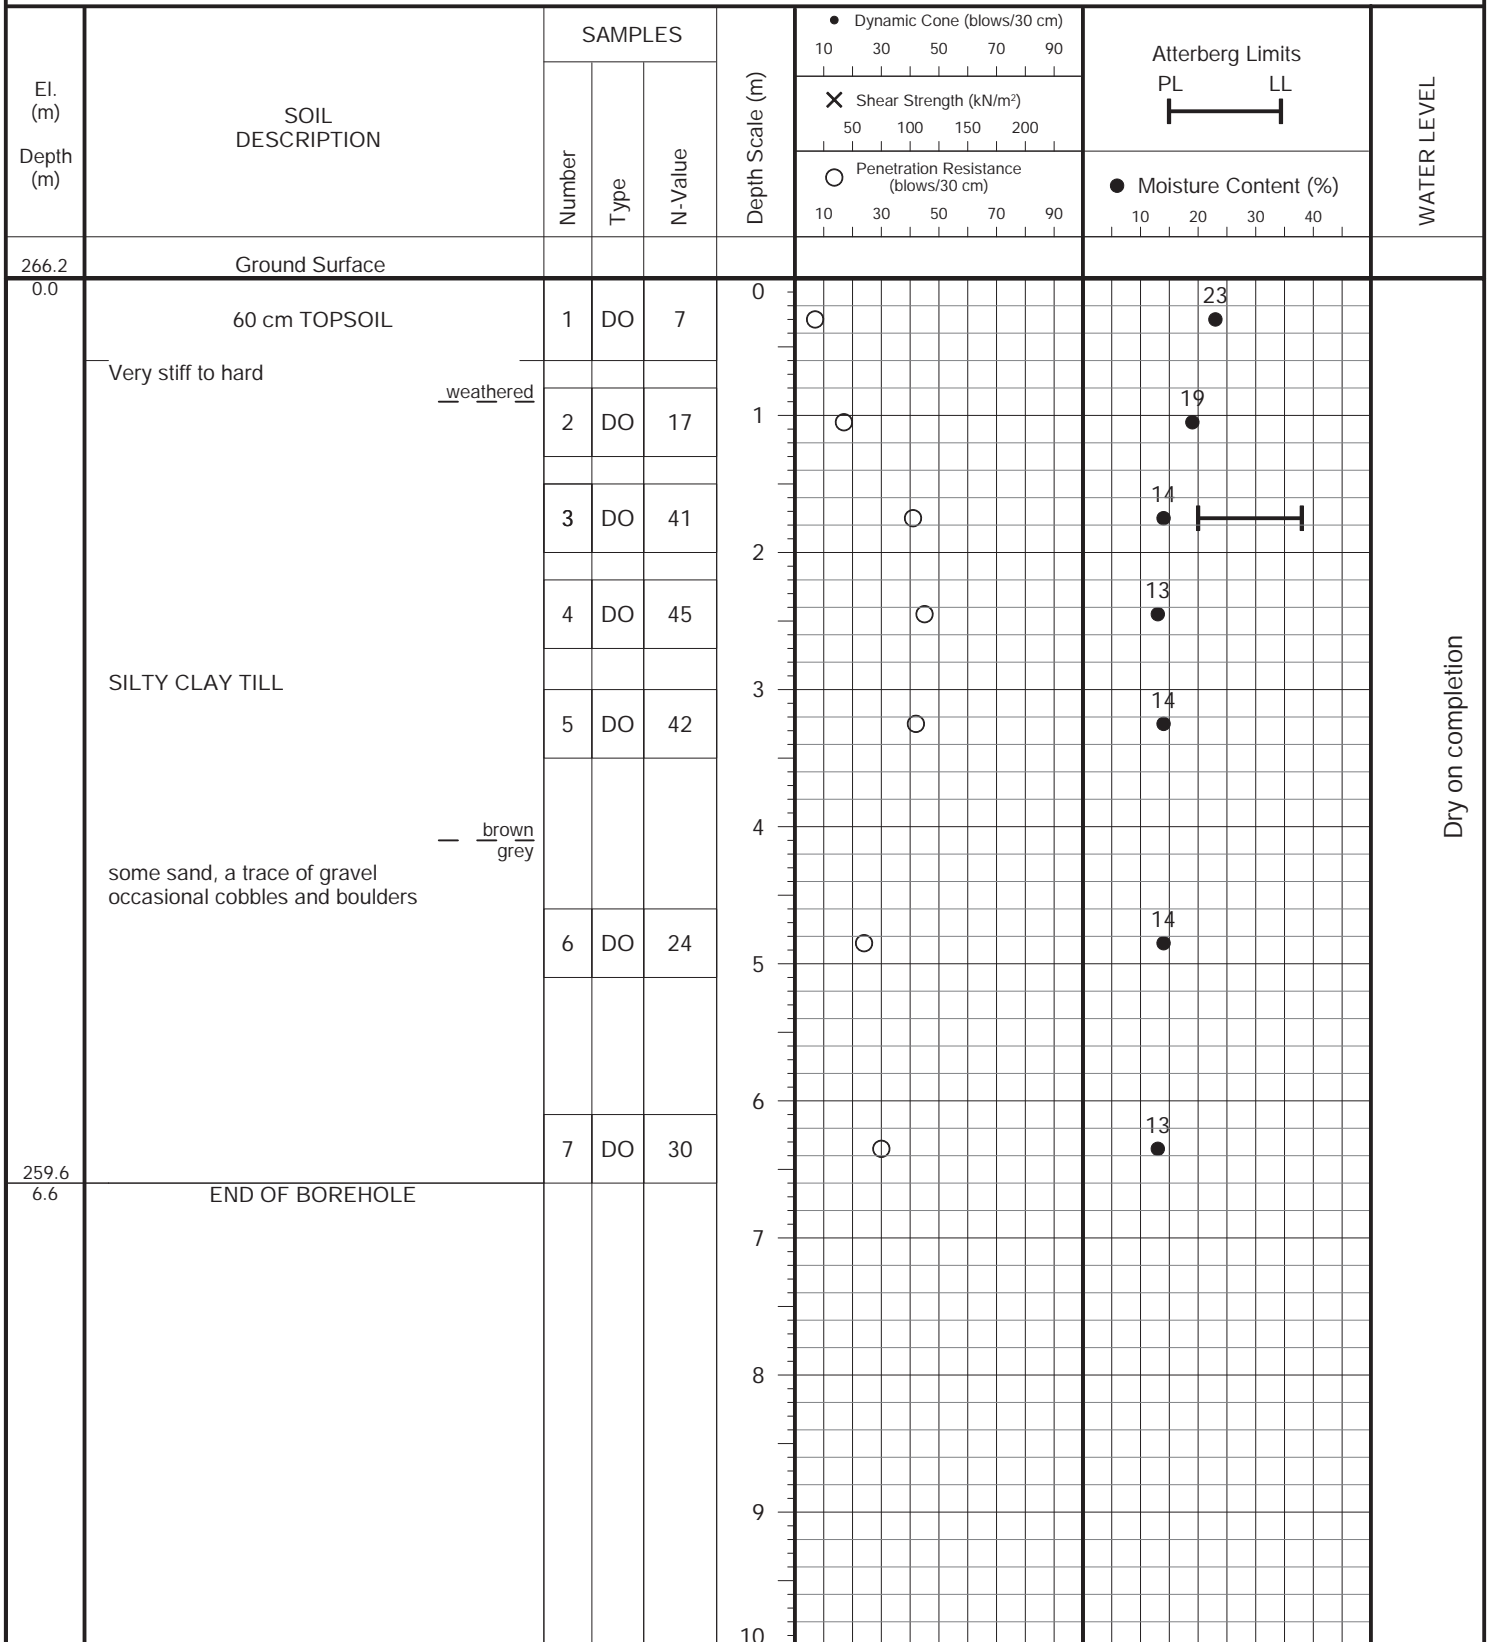 El.
(m)
Depth
(m)
SOIL
DESCRIPTION
SAMPLES
Number
Type
N-Value
Depth Scale (m)
Dynamic Cone (blows/30 cm)
10 30 50 70 90
Shear Strength (kN/m²)
50 100 150 200
Penetration Resistance
(blows/30 cm)
10 30 50 70 90
Atterberg Limits
PL LL
Moisture Content (%)
10 20 30 40
WATER LEVEL
266.2 Ground Surface
0.0
0
23
60 cm TOPSOIL 1 DO 7
Very stiff to hard
weathered
19
1
2 DO 17
14
3 DO 41
2
13
4 DO 45
SILTY CLAY TILL
3
14
5 DO 42
4
brown
grey
some sand, a trace of gravel
occasional cobbles and boulders
14
6 DO 24
5
6
13
7 DO 30
259.6
6.6 END OF BOREHOLE
7
8
9
10
Dry on completion